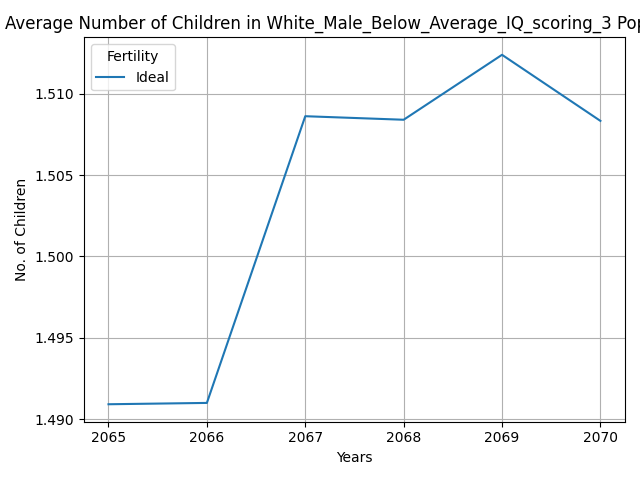 Average Number of Children in White_Male_Below_Average_IQ_scoring_3 Pop
Fertility
Ideal
1.510
1.505
1.500
1.495
1.490
No. of Children
2065 2066 2067 2068 2069 2070
Years